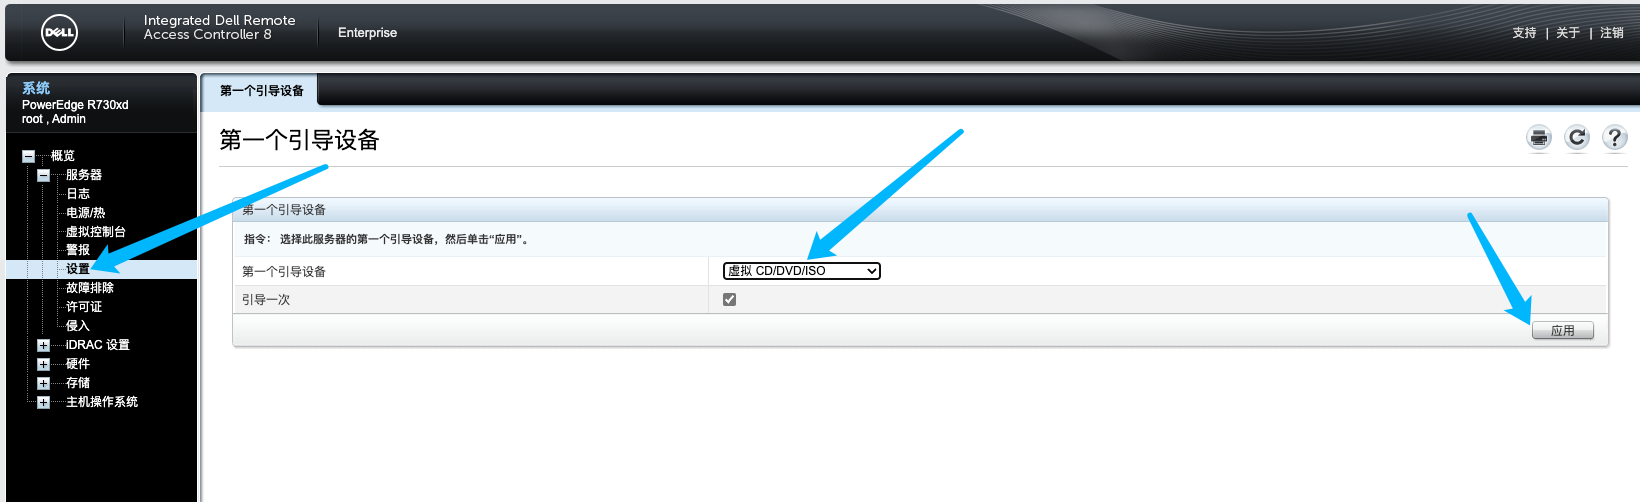 DELL
Integrated Dell Remote
Access Controller 8
Enterprise
支持 | 关于 | 注销
系统
PowerEdge R730xd
root , Admin
概览
服务器
日志
电源/热
虚拟控制台
警报
设置
故障排除
许可证
侵入
iDRAC 设置
硬件
存储
主机操作系统
第一个引导设备
第一个引导设备
第一个引导设备
指令： 选择此服务器的第一个引导设备，然后单击“应用”。
第一个引导设备
虚拟 CD/DVD/ISO
引导一次
应用